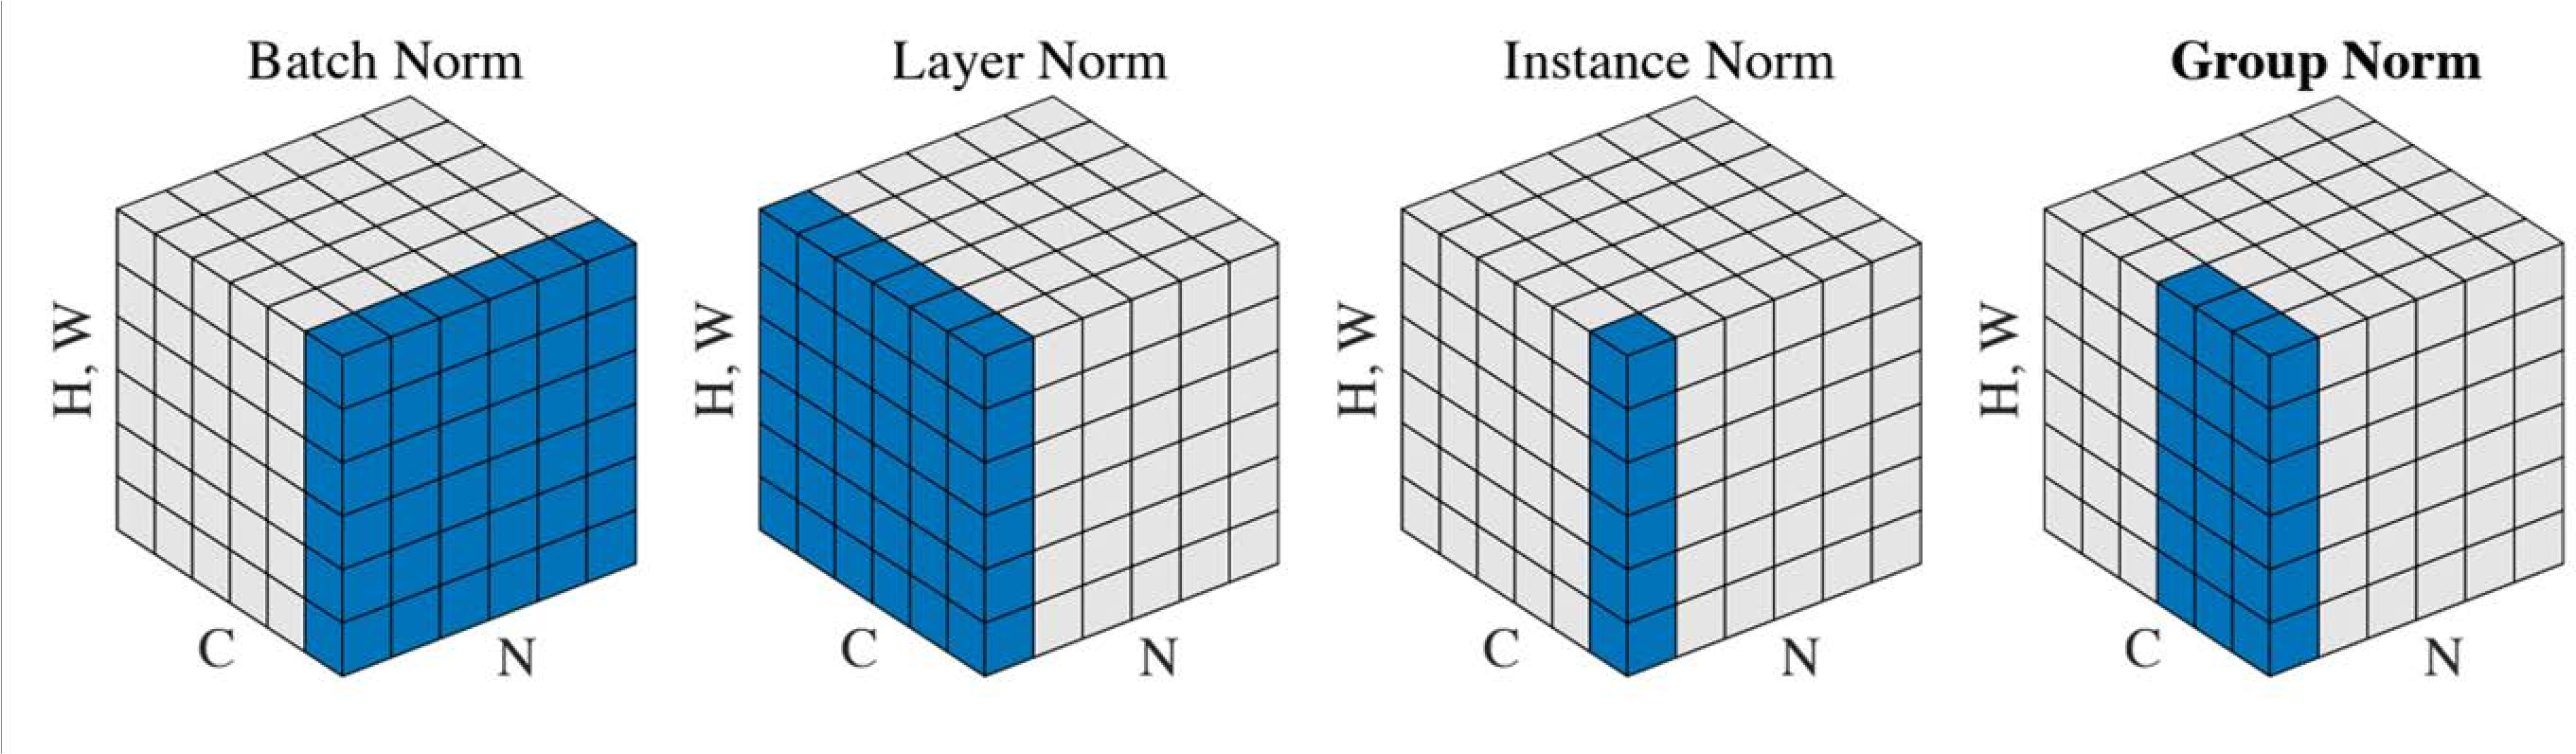 Batch Norm
H, W
C
N
Layer Norm
H, W
C
N
Instance Norm
H, W
C
N
Group Norm
H, W
C
N